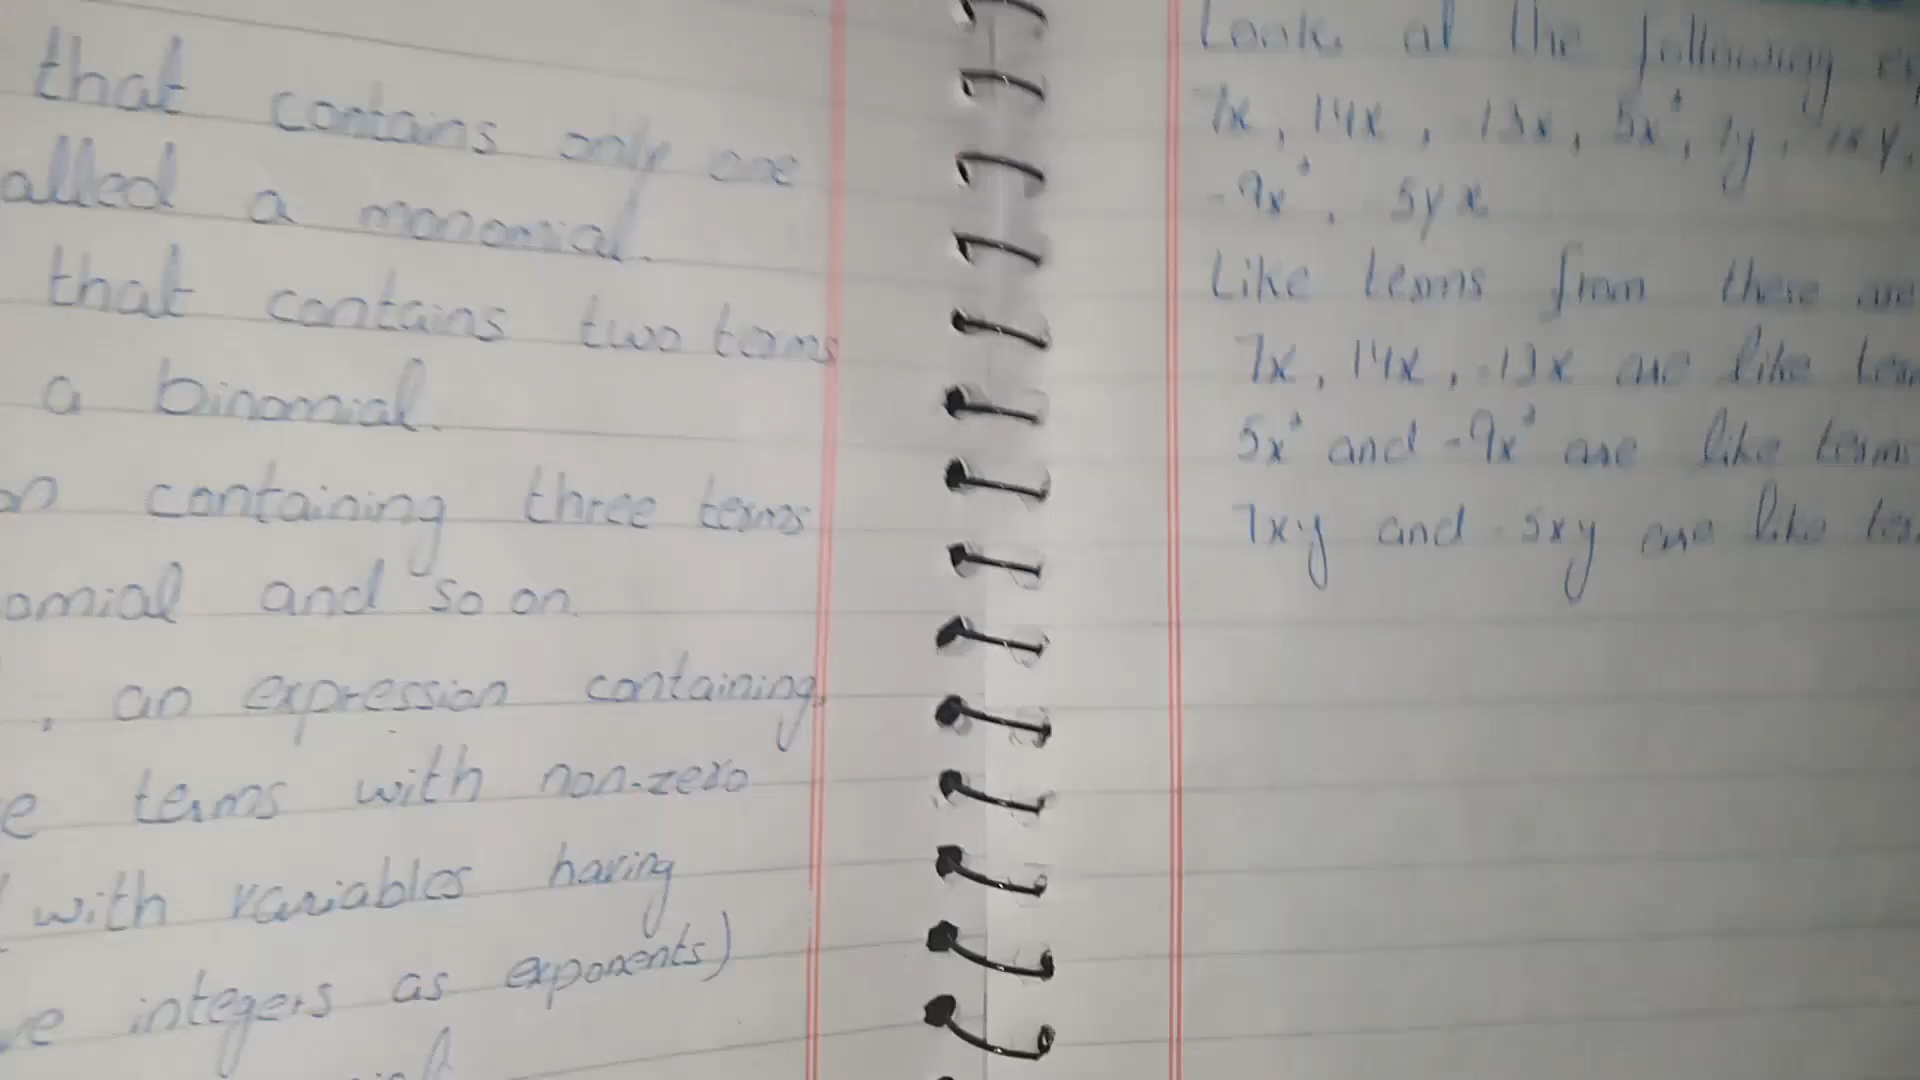 that contains only one
alled a monomial.
that contains two terms
a binomial.
on containing three terms
omial and so on.
, an expression containing,
e terms with non-zero
with variables having
ve integers as exponents)
Look at the following
7x, 14x, -13x, 5x², 7y, 7xy,
-9x², 5yx
Like terms from these are
7x, 14x, -13x are like
5x² and -9x² are like terms
7xy and 5xy are like